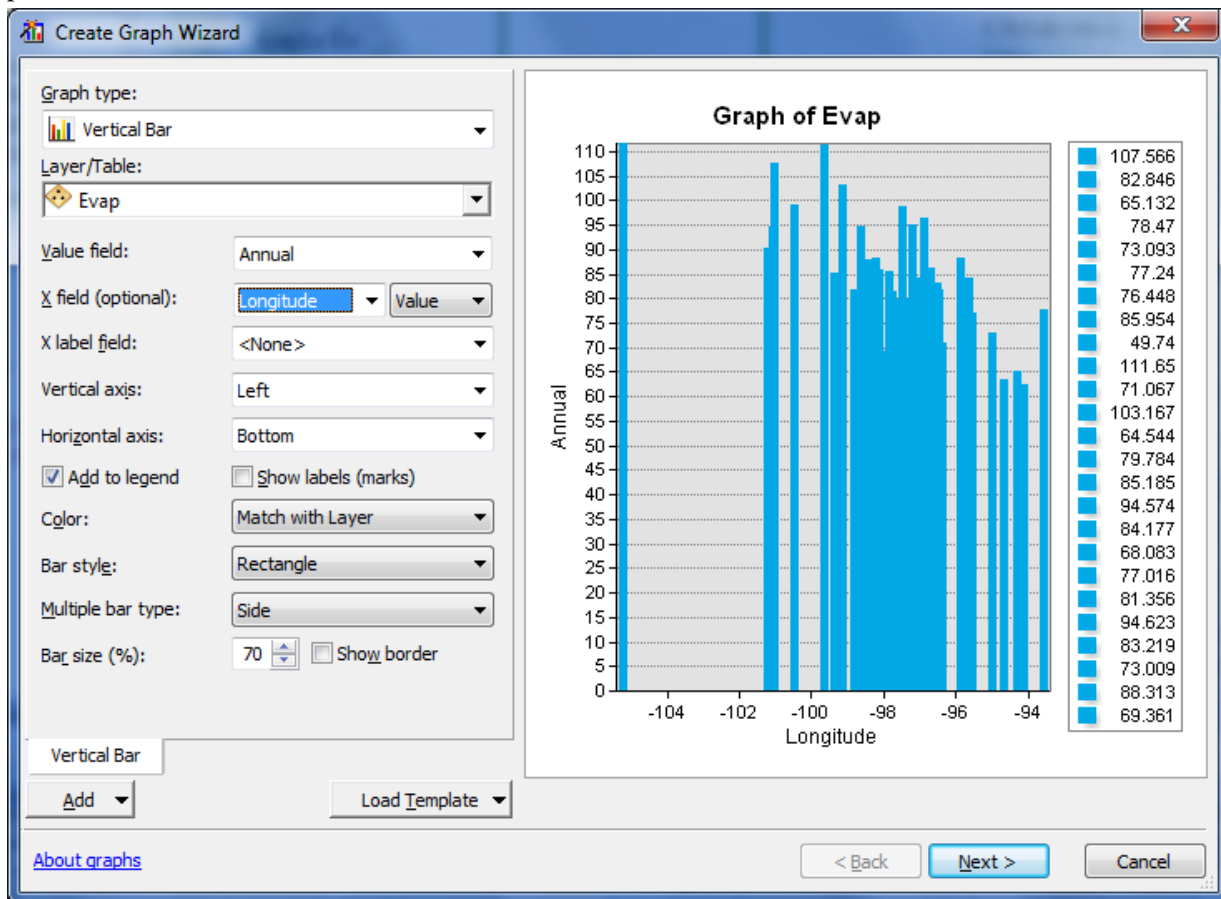 Create Graph Wizard
Graph type:
Vertical Bar
Layer/Table:
Evap
Value field:
Annual
X field (optional):
Longitude
Value
X label field:
<None>
Vertical axis:
Left
Horizontal axis:
Bottom
Add to legend
Show labels (marks)
Color:
Match with Layer
Bar style:
Rectangle
Multiple bar type:
Side
Bar size (%):
70
Show border
Vertical Bar
Add
Load Template
Graph of Evap
110
105
100
95
90
85
80
75
70
65
60
55
50
45
40
35
30
25
20
15
10
5
0
Annual
-104 -102 -100 -98 -96 -94
Longitude
107.566
82.846
65.132
78.47
73.093
77.24
76.448
85.954
49.74
111.65
71.067
103.167
64.544
79.784
85.185
94.574
84.177
68.083
77.016
81.356
94.623
83.219
73.009
88.313
69.361
About graphs
< Back
Next >
Cancel